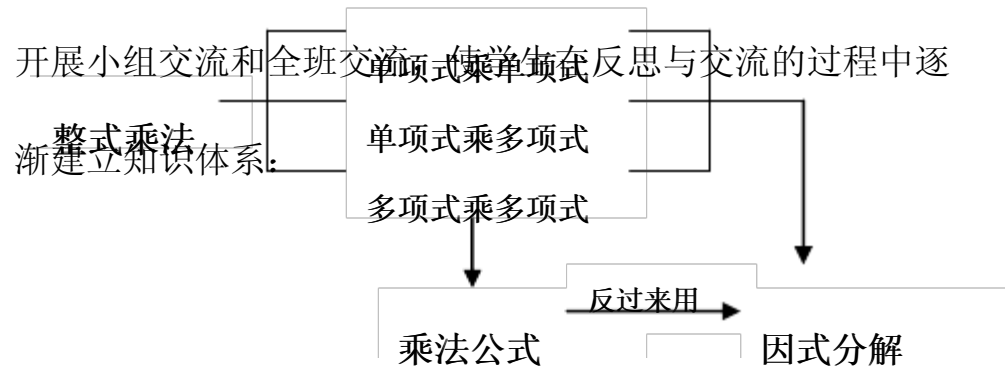 开展小组交流和全班交流，使学生在反思与交流的过程中逐
渐建立知识体系：
整式乘法
单项式乘单项式
单项式乘多项式
多项式乘多项式
反过来用
乘法公式
因式分解